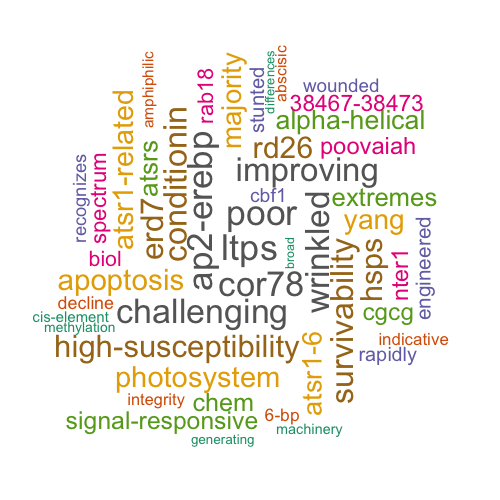 amphiphilic
atsr1-related
atsrs
erd7
conditionin
rab18
majority
stunted
differences
abscisic
wounded
38467-38473
alpha-helical
rd26
poovaiah
improving
recognizes
spectrum
ap2-erebp
cbf1
poor
extremes
yang
ltps
broad
wrinkled
biol
apoptosis
cor78
survivability
hsps
nter1
engineered
decline
cis-element
methylation
challenging
cgcg
indicative
rapidly
high-susceptibility
photosystem
atsr1-6
integrity
chem
6-bp
signal-responsive
machinery
generating